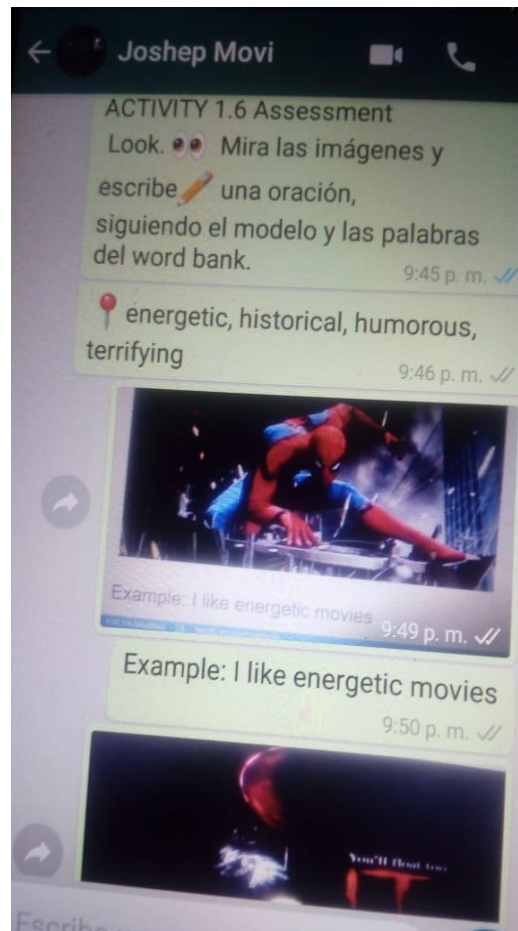 Joshep Movi
ACTIVITY 1.6 Assessment
Look. 👀 Mira las imágenes y
escribe✏️ una oración,
siguiendo el modelo y las palabras
del word bank.
9:45 p. m.
📍 energetic, historical, humorous,
terrifying
9:46 p. m.
Example: I like energetic movies
9:49 p. m.
Example: I like energetic movies
9:50 p. m.
You'll float too.
IT